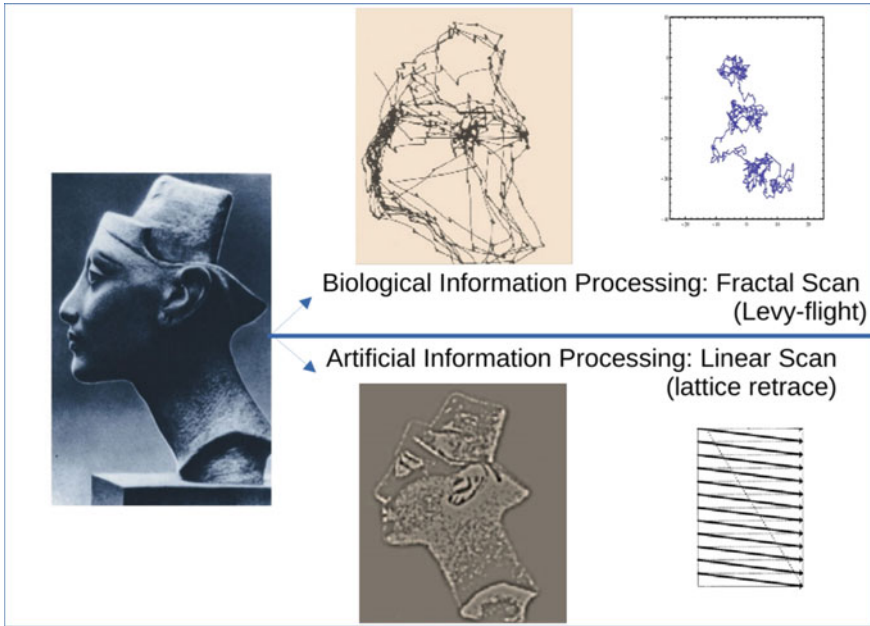 Biological Information Processing: Fractal Scan
(Levy-flight)
Artificial Information Processing: Linear Scan
(lattice retrace)